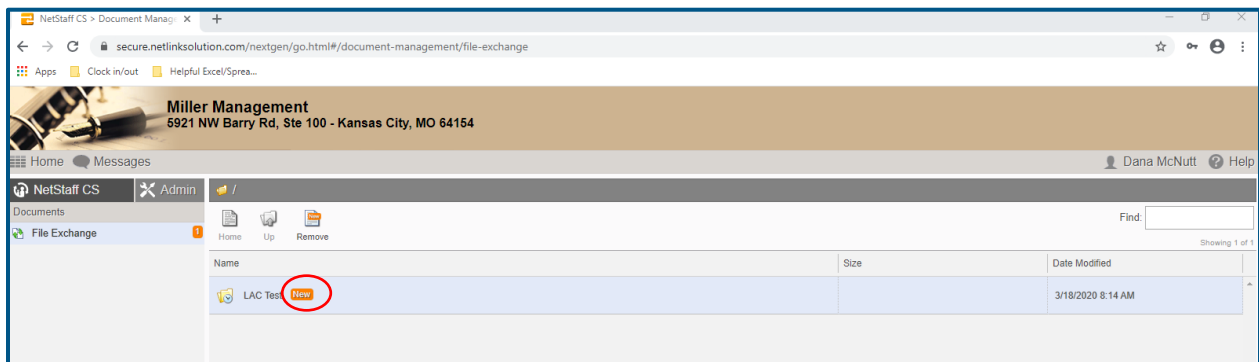 NetStaff CS > Document Manage
secure.netlinksolution.com/nextgen/go.html#/document-management/file-exchange
Apps Clock in/out Helpful Excel/Sprea...
Miller Management
5921 NW Barry Rd, Ste 100 - Kansas City, MO 64154
Home Messages Dana McNutt Help
NetStaff CS Admin /
Documents
File Exchange 1
New
Home Up Remove
Find:
Showing 1 of 1
Name Size Date Modified
LAC Test New 3/18/2020 8:14 AM